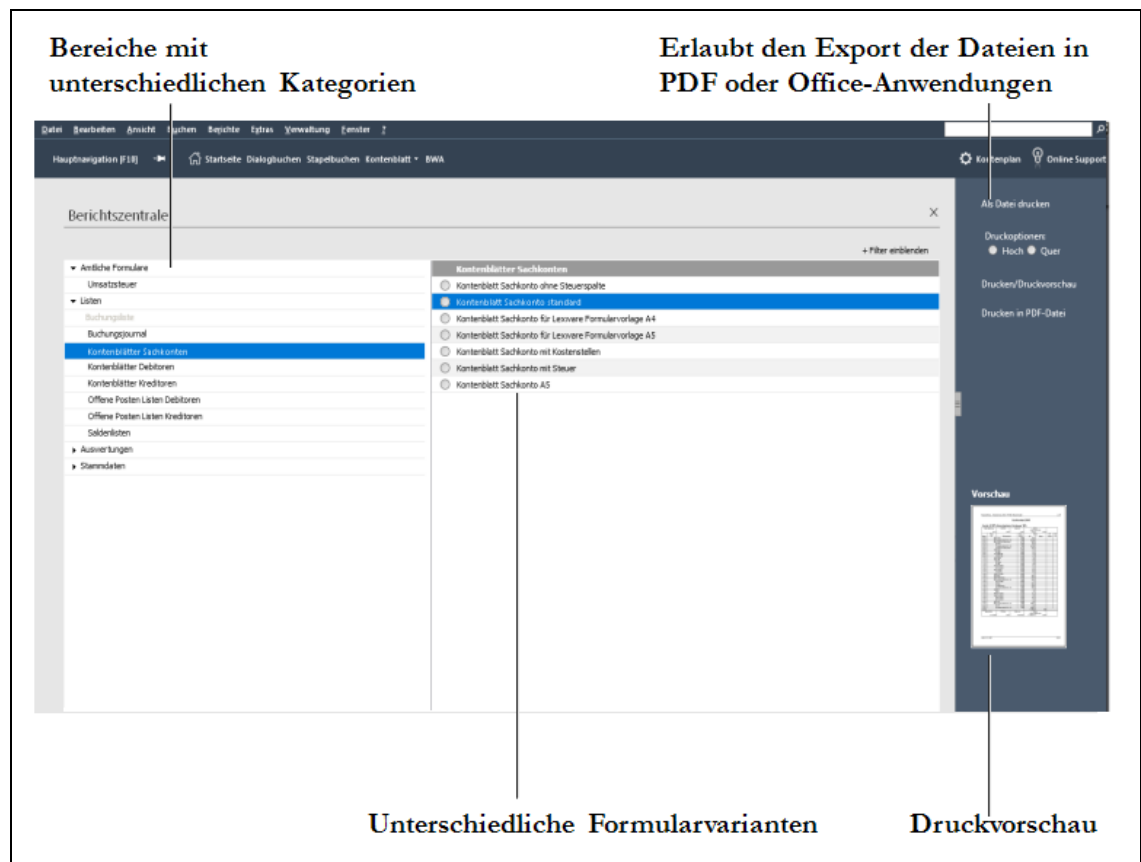 Bereiche mit
unterschiedlichen Kategorien
Erlaubt den Export der Dateien in
PDF oder Office-Anwendungen
Datei Bearbeiten Ansicht Buchen Berichte Extras Verwaltung Fenster ?
Hauptnavigation [F10] Startseite Dialogbuchen Stapelbuchen Kontenblatt BWA
Kontenplan Online Support
Berichtszentrale
+ Filter einblenden
Amtliche Formulare
Umsatzsteuer
Listen
Buchungsliste
Buchungsjournal
Kontenblätter Sachkonten
Kontenblätter Debitoren
Kontenblätter Kreditoren
Offene Posten Listen Debitoren
Offene Posten Listen Kreditoren
Saldenlisten
Auswertungen
Stammdaten
Kontenblätter Sachkonten
Kontenblatt Sachkonto ohne Steuerspalte
Kontenblatt Sachkonto standard
Kontenblatt Sachkonto für Lexware Formularvorlage A4
Kontenblatt Sachkonto für Lexware Formularvorlage A5
Kontenblatt Sachkonto mit Kostenstellen
Kontenblatt Sachkonto mit Steuer
Kontenblatt Sachkonto A5
Als Datei drucken
Druckoptionen:
Hoch Quer
Drucken/Druckvorschau
Drucken in PDF-Datei
Vorschau
Unterschiedliche Formularvarianten
Druckvorschau